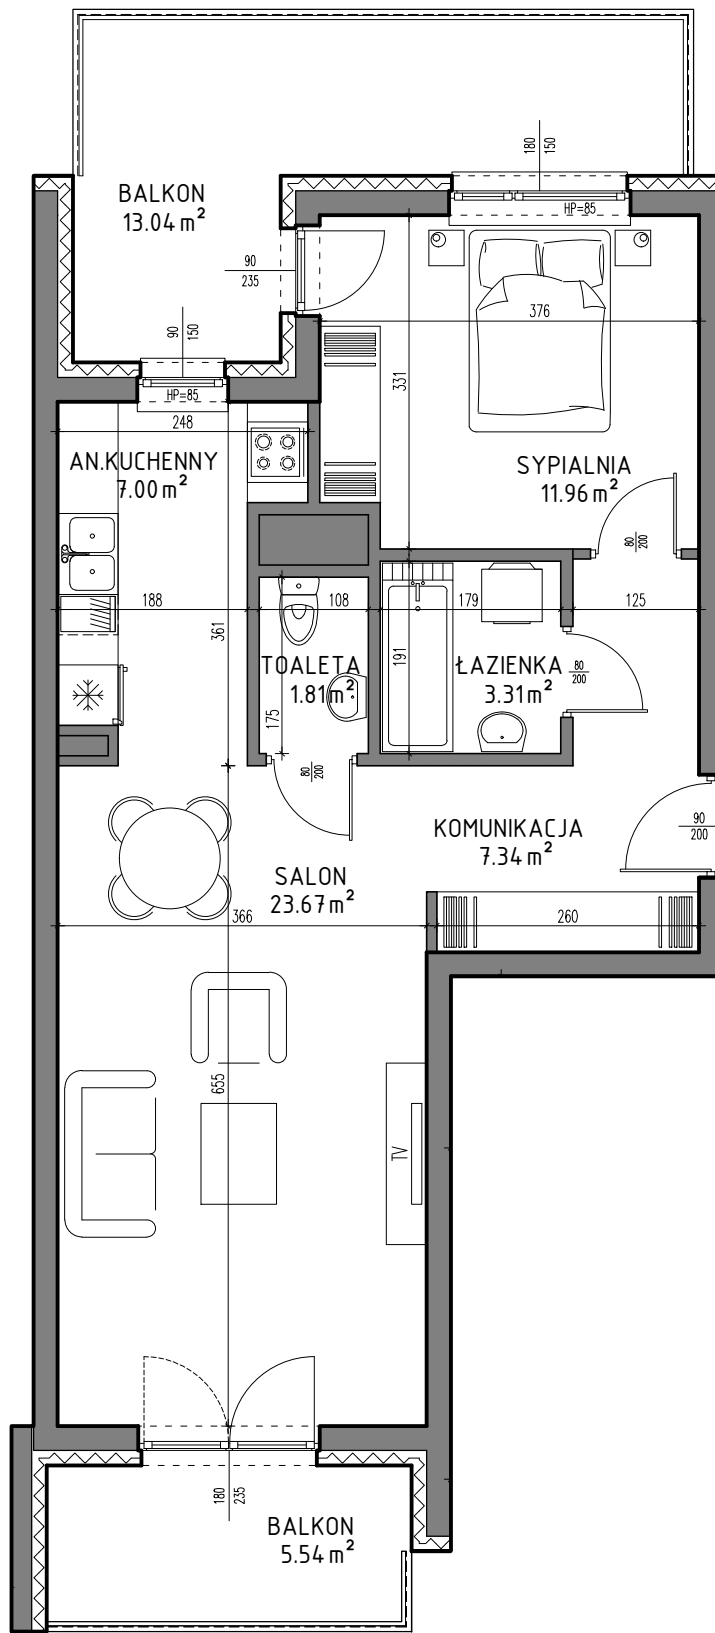 180
150
BALKON
13.04 m²
HP=85
90
235
376
90
150
HP=85
331
248
AN.KUCHENNY
7.00 m²
SYPIALNIA
11.96 m²
80
200
188
108
179
125
361
191
TOALETA
1.81 m²
ŁAZIENKA
3.31 m²
80
200
175
80
200
KOMUNIKACJA
7.34 m²
90
200
SALON
23.67 m²
366
260
655
TV
180
235
BALKON
5.54 m²